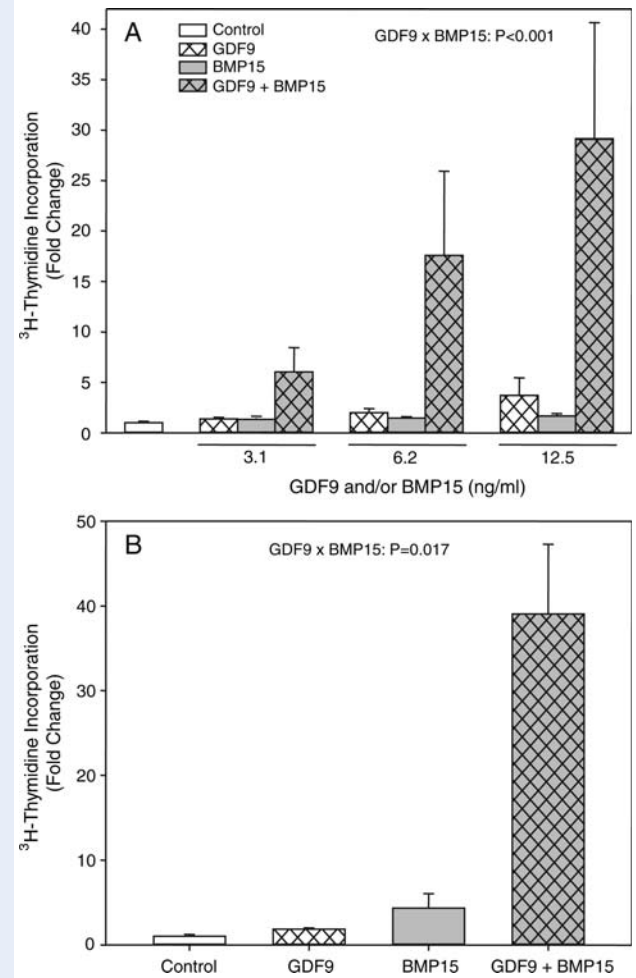 A
Control
GDF9
BMP15
GDF9 + BMP15
GDF9 x BMP15: P<0.001
40
35
30
25
20
15
10
5
0
³H-Thymidine Incorporation
(Fold Change)
3.1 6.2 12.5
GDF9 and/or BMP15 (ng/ml)
B
GDF9 x BMP15: P=0.017
50
40
30
20
10
0
³H-Thymidine Incorporation
(Fold Change)
Control GDF9 BMP15 GDF9 + BMP15